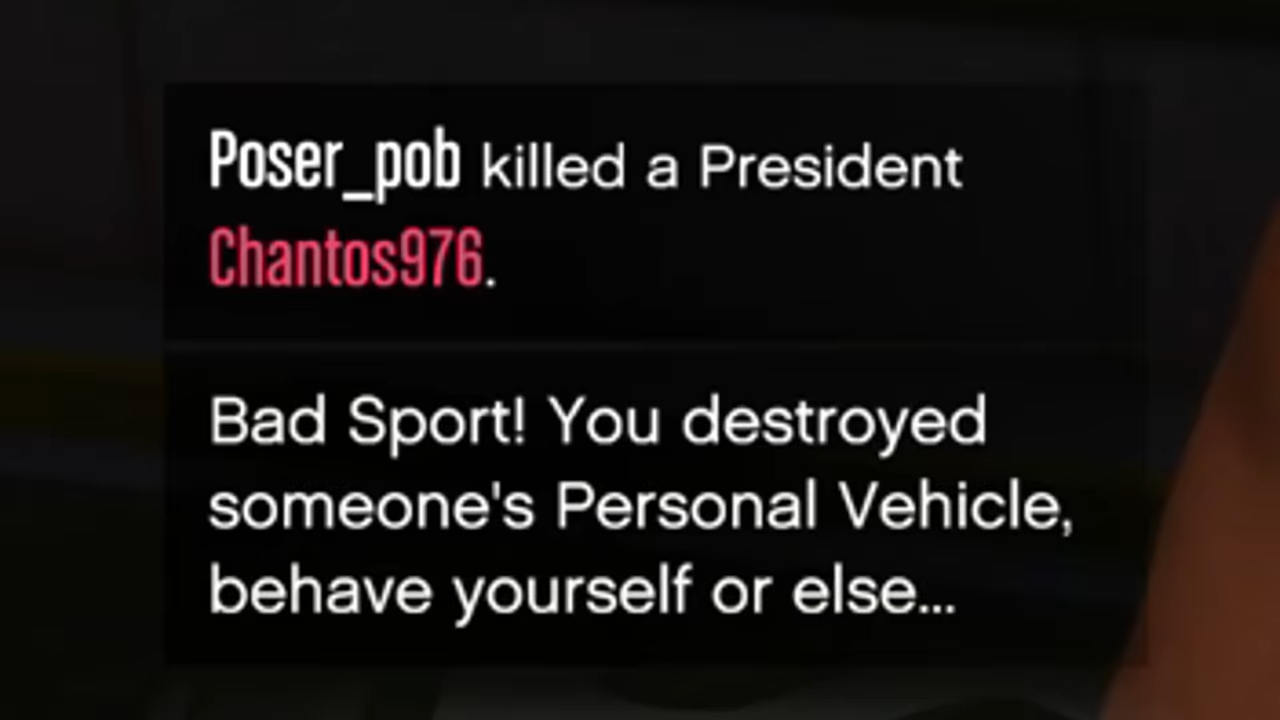 Poser_pob killed a President
Chantos976.
Bad Sport! You destroyed
someone's Personal Vehicle,
behave yourself or else...